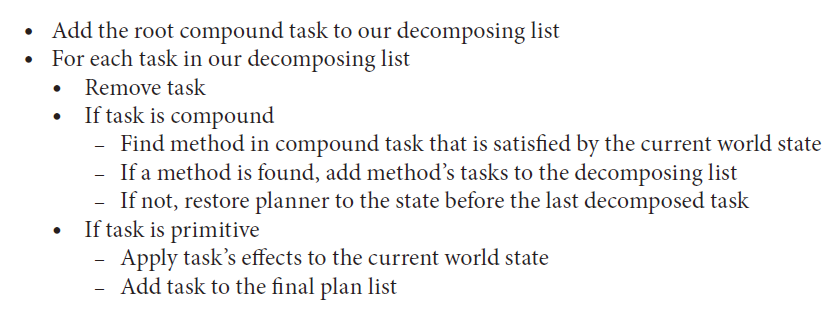 • Add the root compound task to our decomposing list
• For each task in our decomposing list
• Remove task
• If task is compound
– Find method in compound task that is satisfied by the current world state
– If a method is found, add method’s tasks to the decomposing list
– If not, restore planner to the state before the last decomposed task
• If task is primitive
– Apply task’s effects to the current world state
– Add task to the final plan list